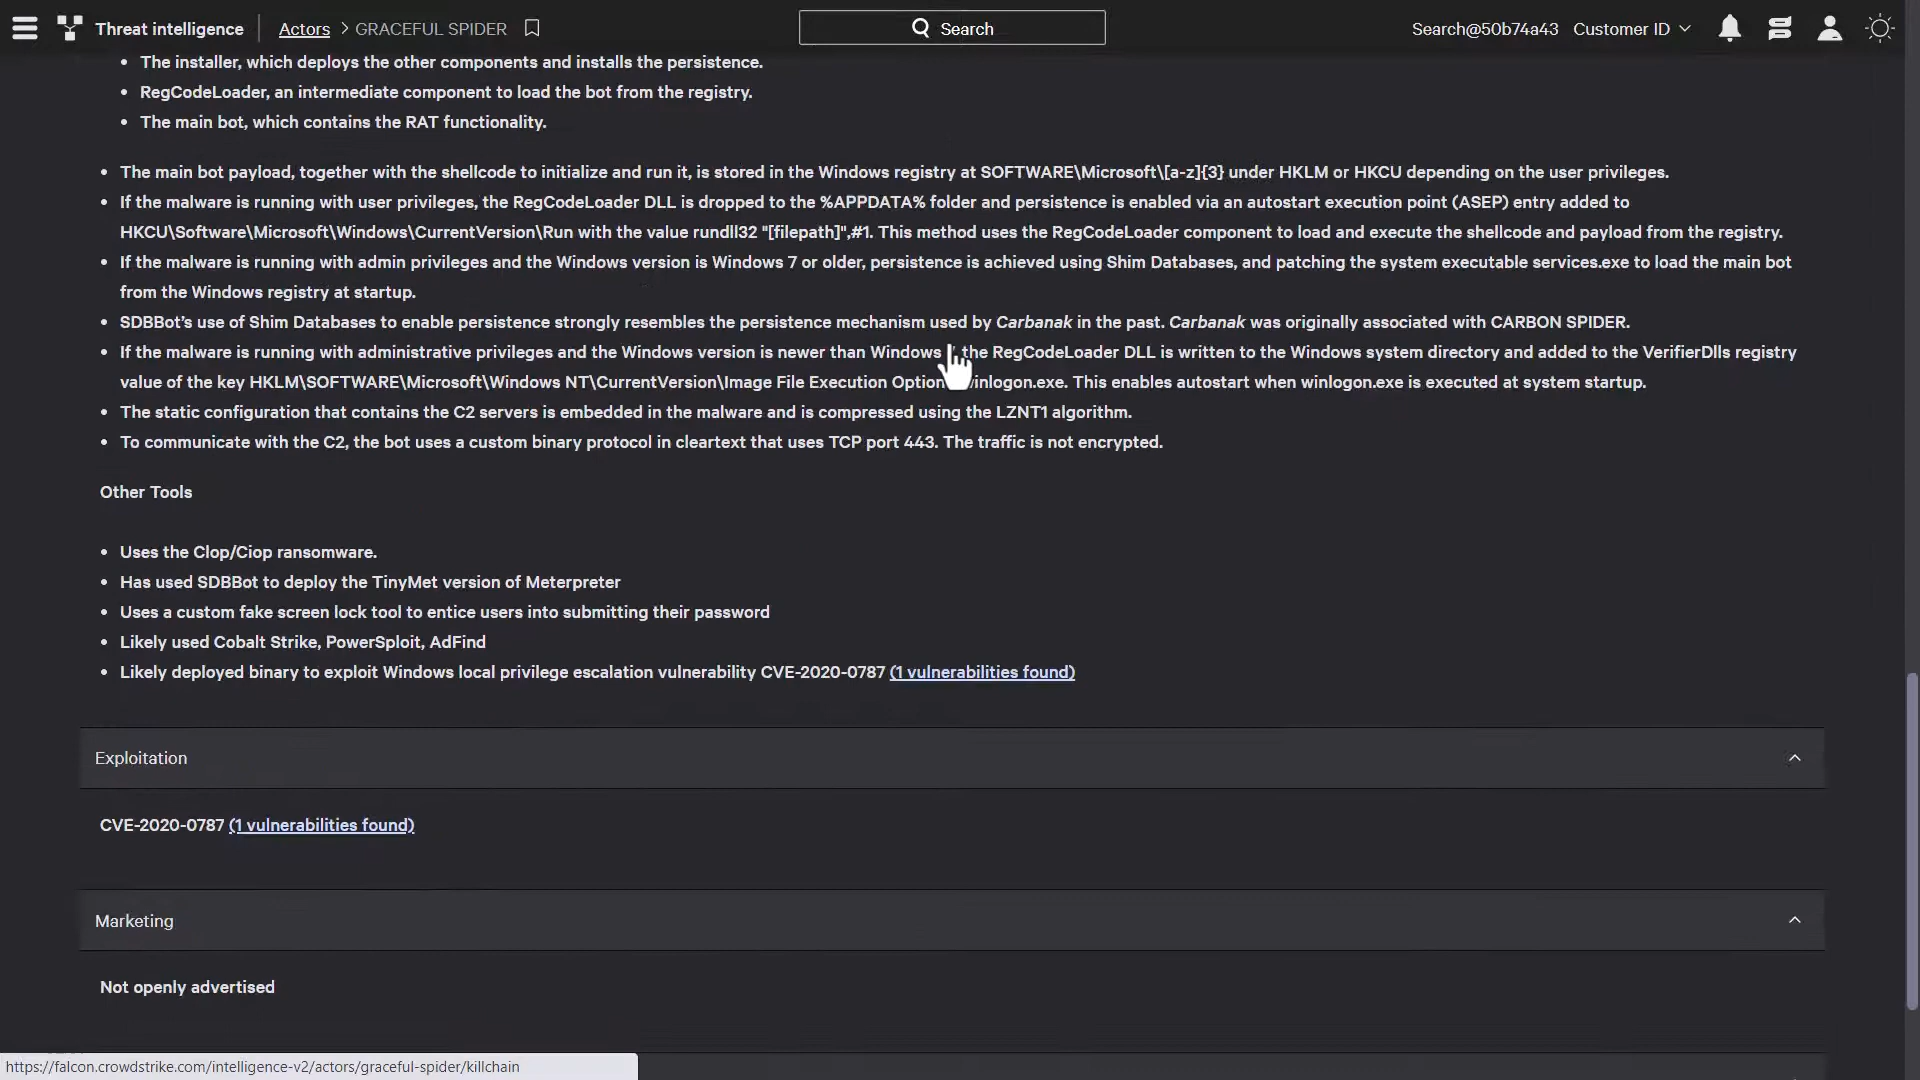 Threat intelligence
Actors > GRACEFUL SPIDER
Search
Search@50b74a43 Customer ID
• The installer, which deploys the other components and installs the persistence.
• RegCodeLoader, an intermediate component to load the bot from the registry.
• The main bot, which contains the RAT functionality.
• The main bot payload, together with the shellcode to initialize and run it, is stored in the Windows registry at SOFTWARE\Microsoft\[a-z]{3} under HKLM or HKCU depending on the user privileges.
• If the malware is running with user privileges, the RegCodeLoader DLL is dropped to the %APPDATA% folder and persistence is enabled via an autostart execution point (ASEP) entry added to
HKCU\Software\Microsoft\Windows\CurrentVersion\Run with the value rundll32 "[filepath]",#1. This method uses the RegCodeLoader component to load and execute the shellcode and payload from the registry.
• If the malware is running with admin privileges and the Windows version is Windows 7 or older, persistence is achieved using Shim Databases, and patching the system executable services.exe to load the main bot
from the Windows registry at startup.
• SDBBot's use of Shim Databases to enable persistence strongly resembles the persistence mechanism used by Carbanak in the past. Carbanak was originally associated with CARBON SPIDER.
• If the malware is running with administrative privileges and the Windows version is newer than Windows the RegCodeLoader DLL is written to the Windows system directory and added to the VerifierDlls registry
value of the key HKLM\SOFTWARE\Microsoft\Windows NT\CurrentVersion\Image File Execution Option inlogon.exe. This enables autostart when winlogon.exe is executed at system startup.
• The static configuration that contains the C2 servers is embedded in the malware and is compressed using the LZNT1 algorithm.
• To communicate with the C2, the bot uses a custom binary protocol in cleartext that uses TCP port 443. The traffic is not encrypted.
Other Tools
• Uses the Clop/Ciop ransomware.
• Has used SDBBot to deploy the TinyMet version of Meterpreter
• Uses a custom fake screen lock tool to entice users into submitting their password
• Likely used Cobalt Strike, PowerSploit, AdFind
• Likely deployed binary to exploit Windows local privilege escalation vulnerability CVE-2020-0787 (1 vulnerabilities found)
Exploitation
CVE-2020-0787 (1 vulnerabilities found)
Marketing
Not openly advertised
https://falcon.crowdstrike.com/intelligence-v2/actors/graceful-spider/killchain